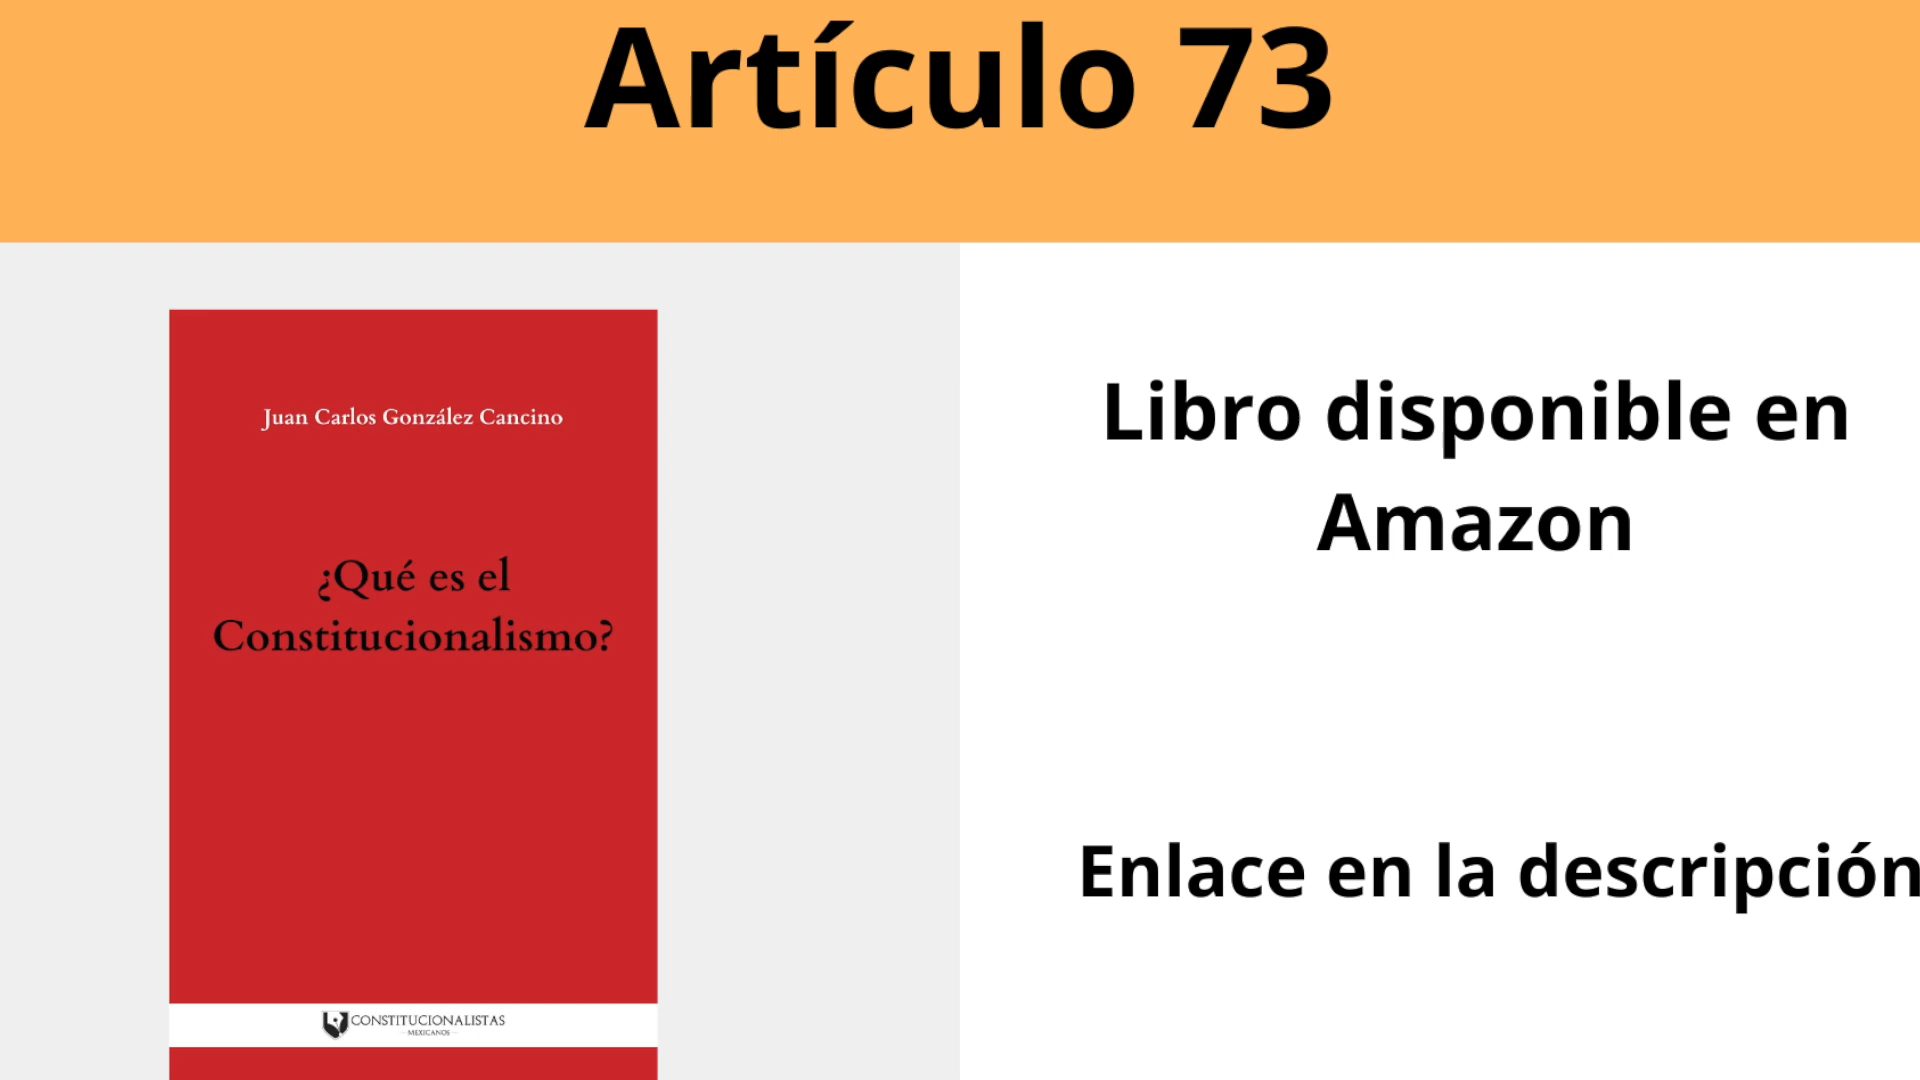 Artículo 73
Juan Carlos González Cancino
¿Qué es el
Constitucionalismo?
CONSTITUCIONALISTAS
MEXICANOS
Libro disponible en
Amazon
Enlace en la descripción